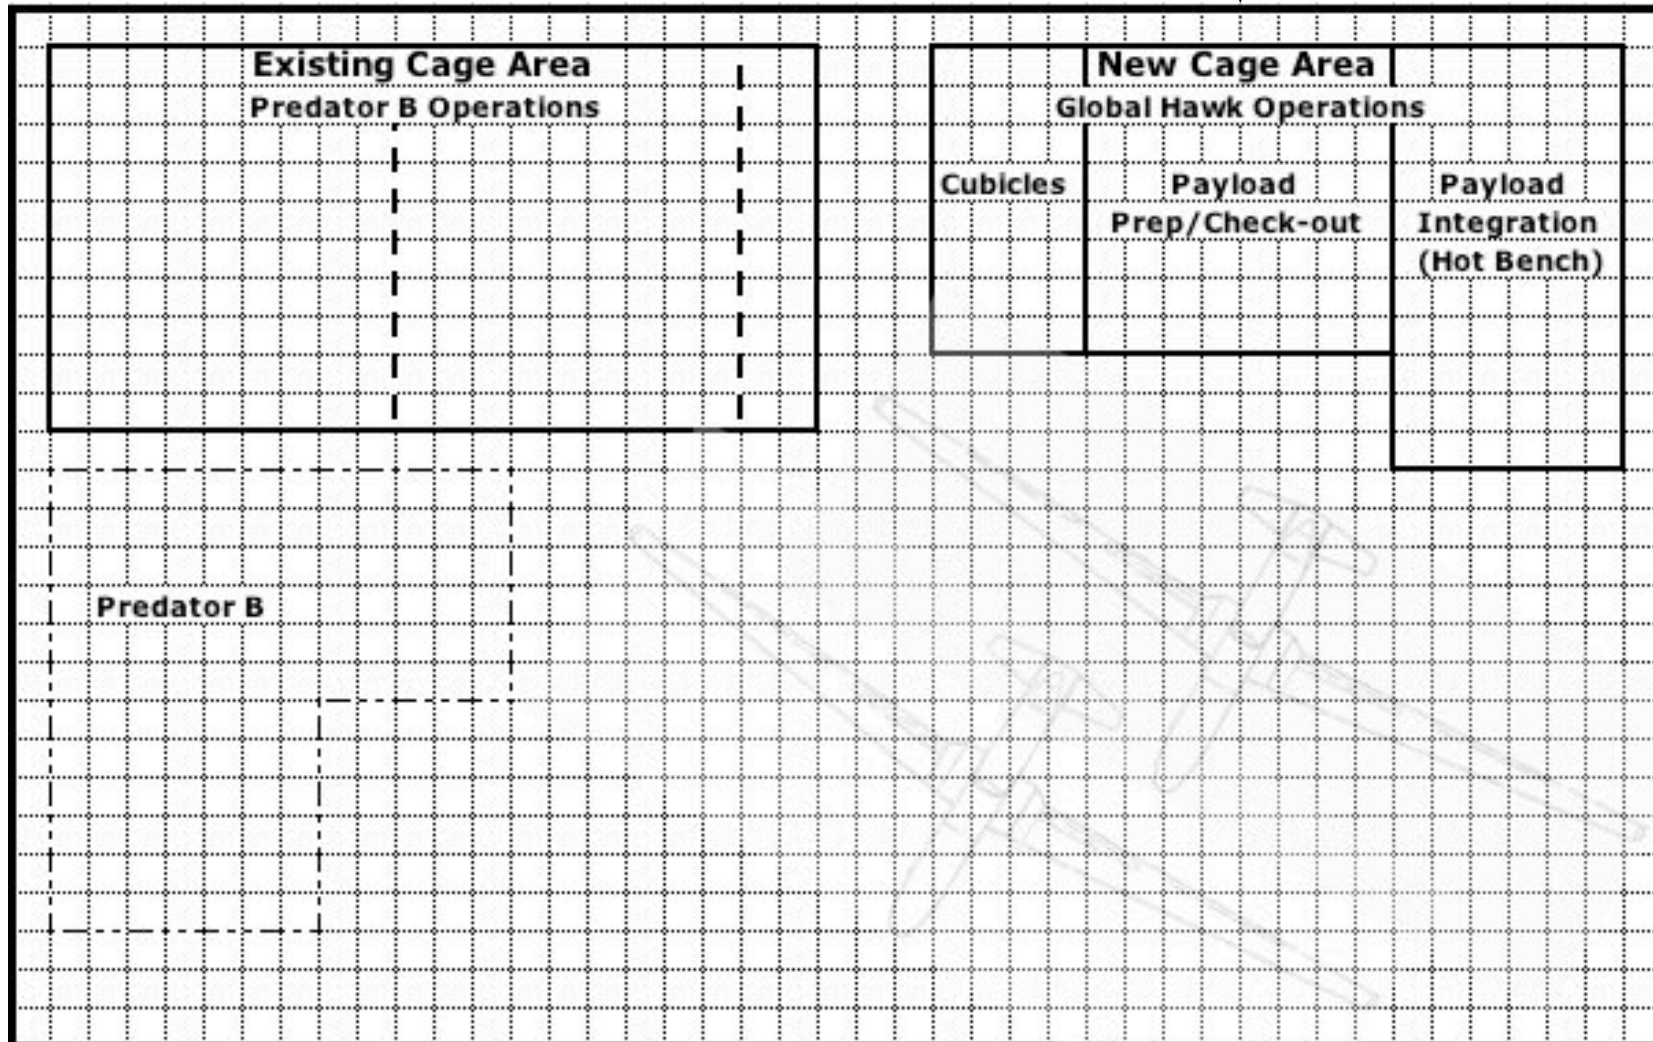 Existing Cage Area
Predator B Operations
New Cage Area
Global Hawk Operations
Cubicles
Payload
Prep/Check-out
Payload
Integration
(Hot Bench)
Predator B